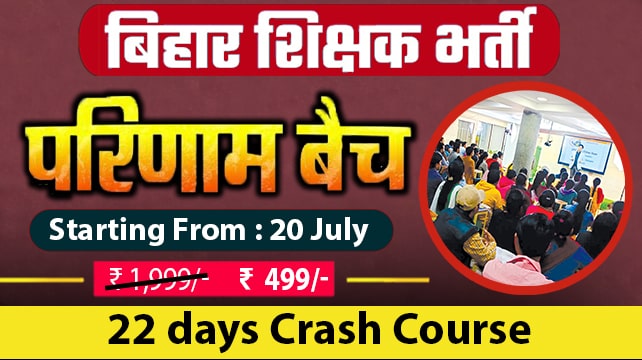 बिहार शिक्षक भर्ती
परिणाम बैच
Starting From : 20 July
₹ 1,999/- ₹ 499/-
22 days Crash Course